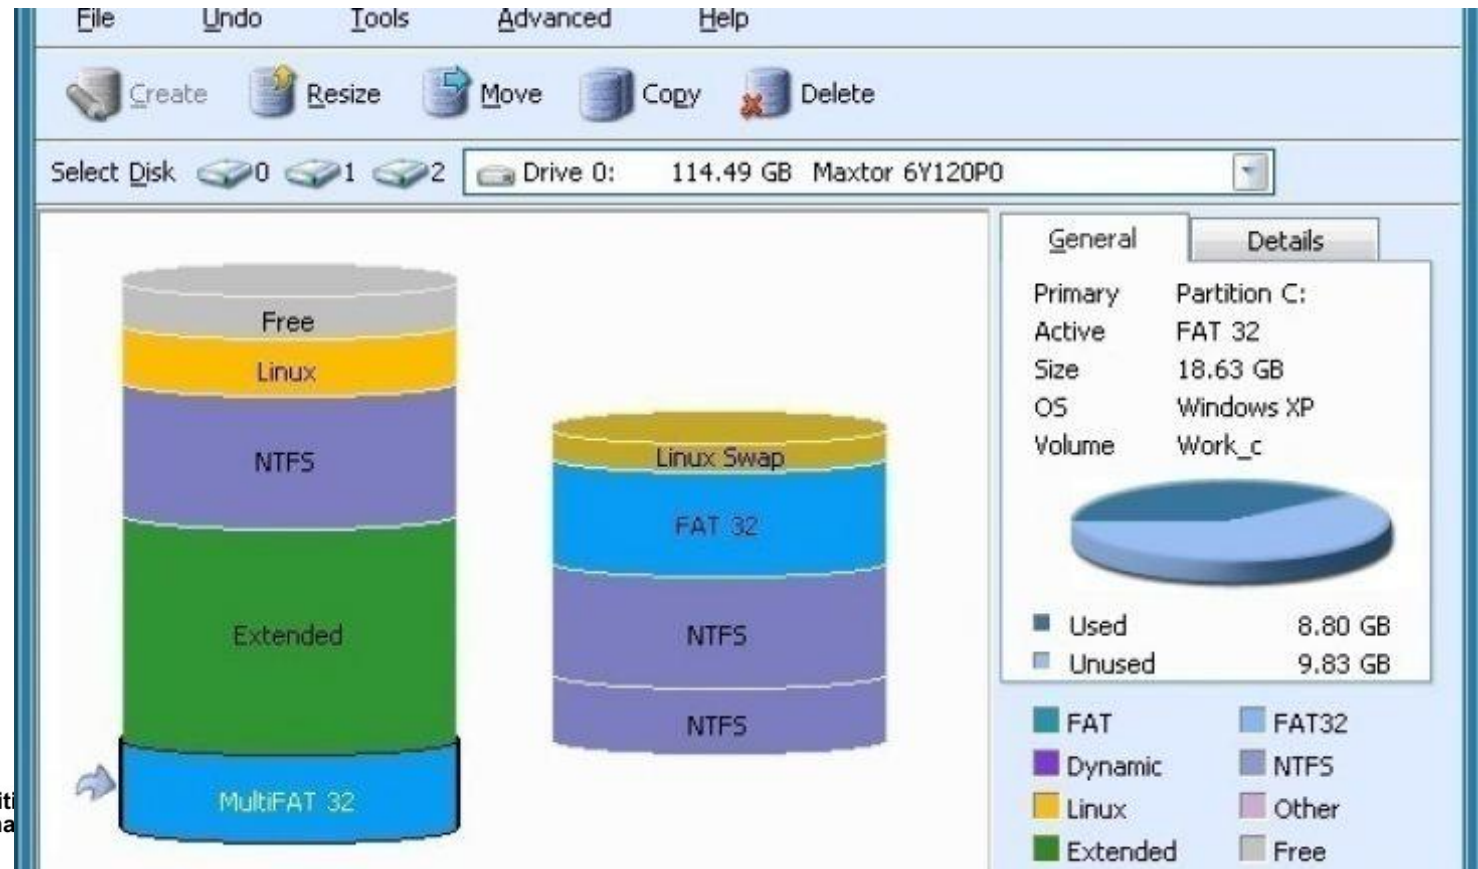 File Undo Tools Advanced Help
Create Resize Move Copy Delete
Select Disk 0 1 2 Drive 0: 114.49 GB Maxtor 6Y120P0
Free
Linux
NTFS
Extended
MultiFAT 32
Linux Swap
FAT 32
NTFS
NTFS
General Details
Primary Partition C:
Active FAT 32
Size 18.63 GB
OS Windows XP
Volume Work_c
Used 8.80 GB
Unused 9.83 GB
FAT FAT32
Dynamic NTFS
Linux Other
Extended Free